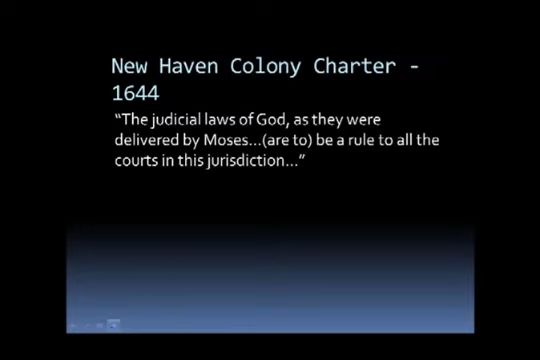 New Haven Colony Charter -
1644
“The judicial laws of God, as they were
delivered by Moses...(are to) be a rule to all the
courts in this jurisdiction...”